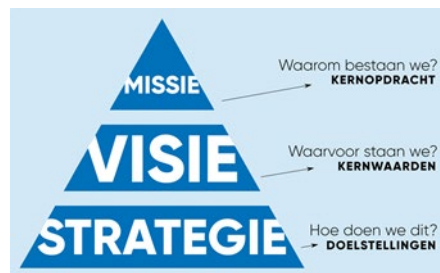 MISSIE
Waarom bestaan we?
KERNOPDRACHT
VISIE
Waarvoor staan we?
KERNWAARDEN
STRATEGIE
Hoe doen we dit?
DOELSTELLINGEN